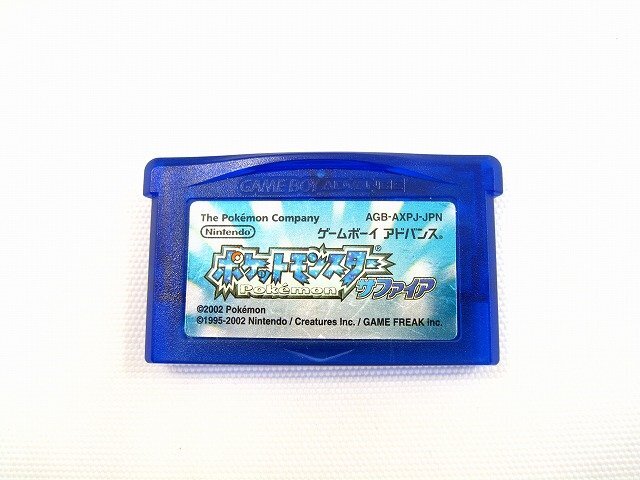 GAME BOY ADVANCE
The Pokémon Company AGB-AXPJ-JPN
Nintendo ゲームボーイ アドバンス®
ポケットモンスター®
Pokémon サファイア
©2002 Pokémon
©1995-2002 Nintendo / Creatures Inc. / GAME FREAK inc.